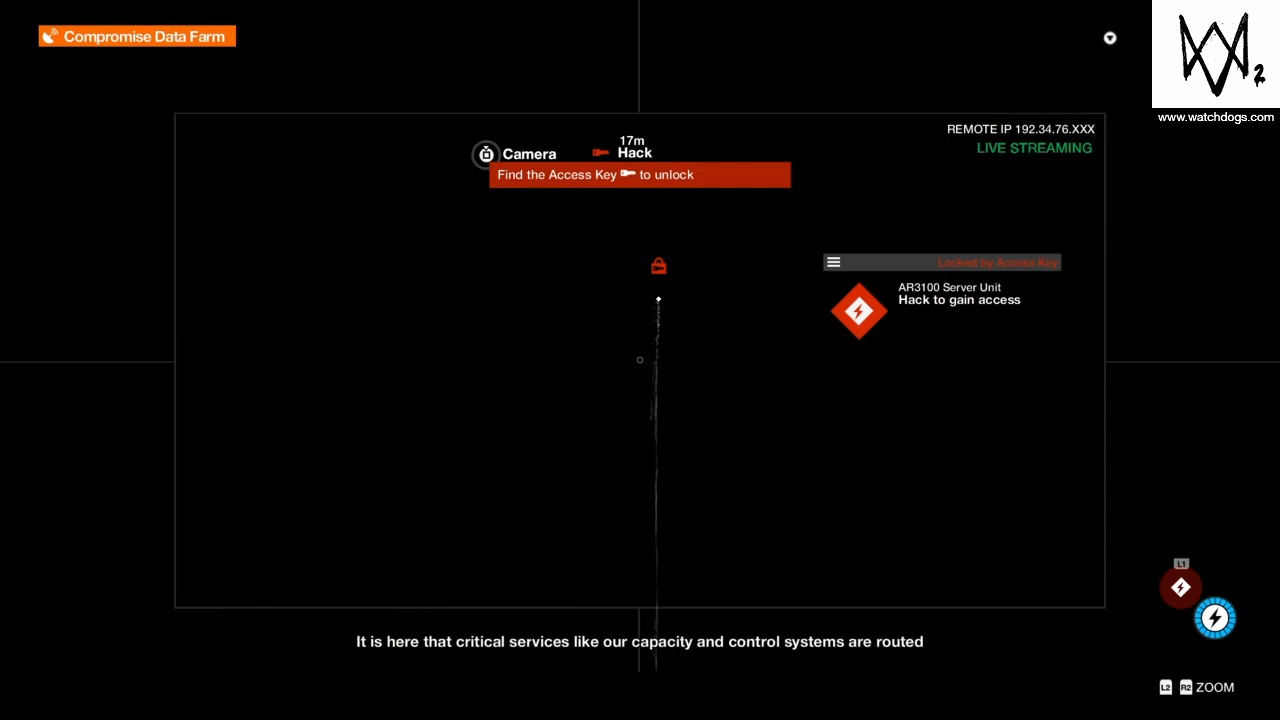 Compromise Data Farm
2
www.watchdogs.com
REMOTE IP 192.34.76.XXX
LIVE STREAMING
17m
Camera
Hack
Find the Access Key to unlock
Locked by Access Key
AR3100 Server Unit
Hack to gain access
L1
It is here that critical services like our capacity and control systems are routed
L2 R2 ZOOM